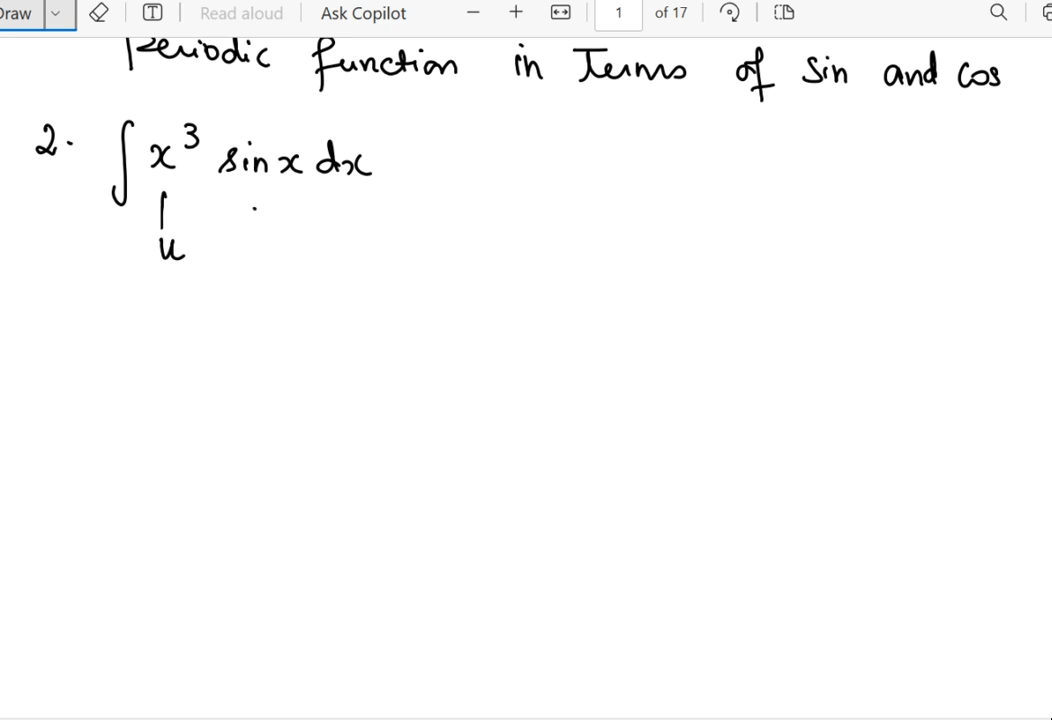 Draw
Read aloud
Ask Copilot
1
of 17
Periodic function in Terms of Sin and cos
2. ∫ x³ sin x dx
u